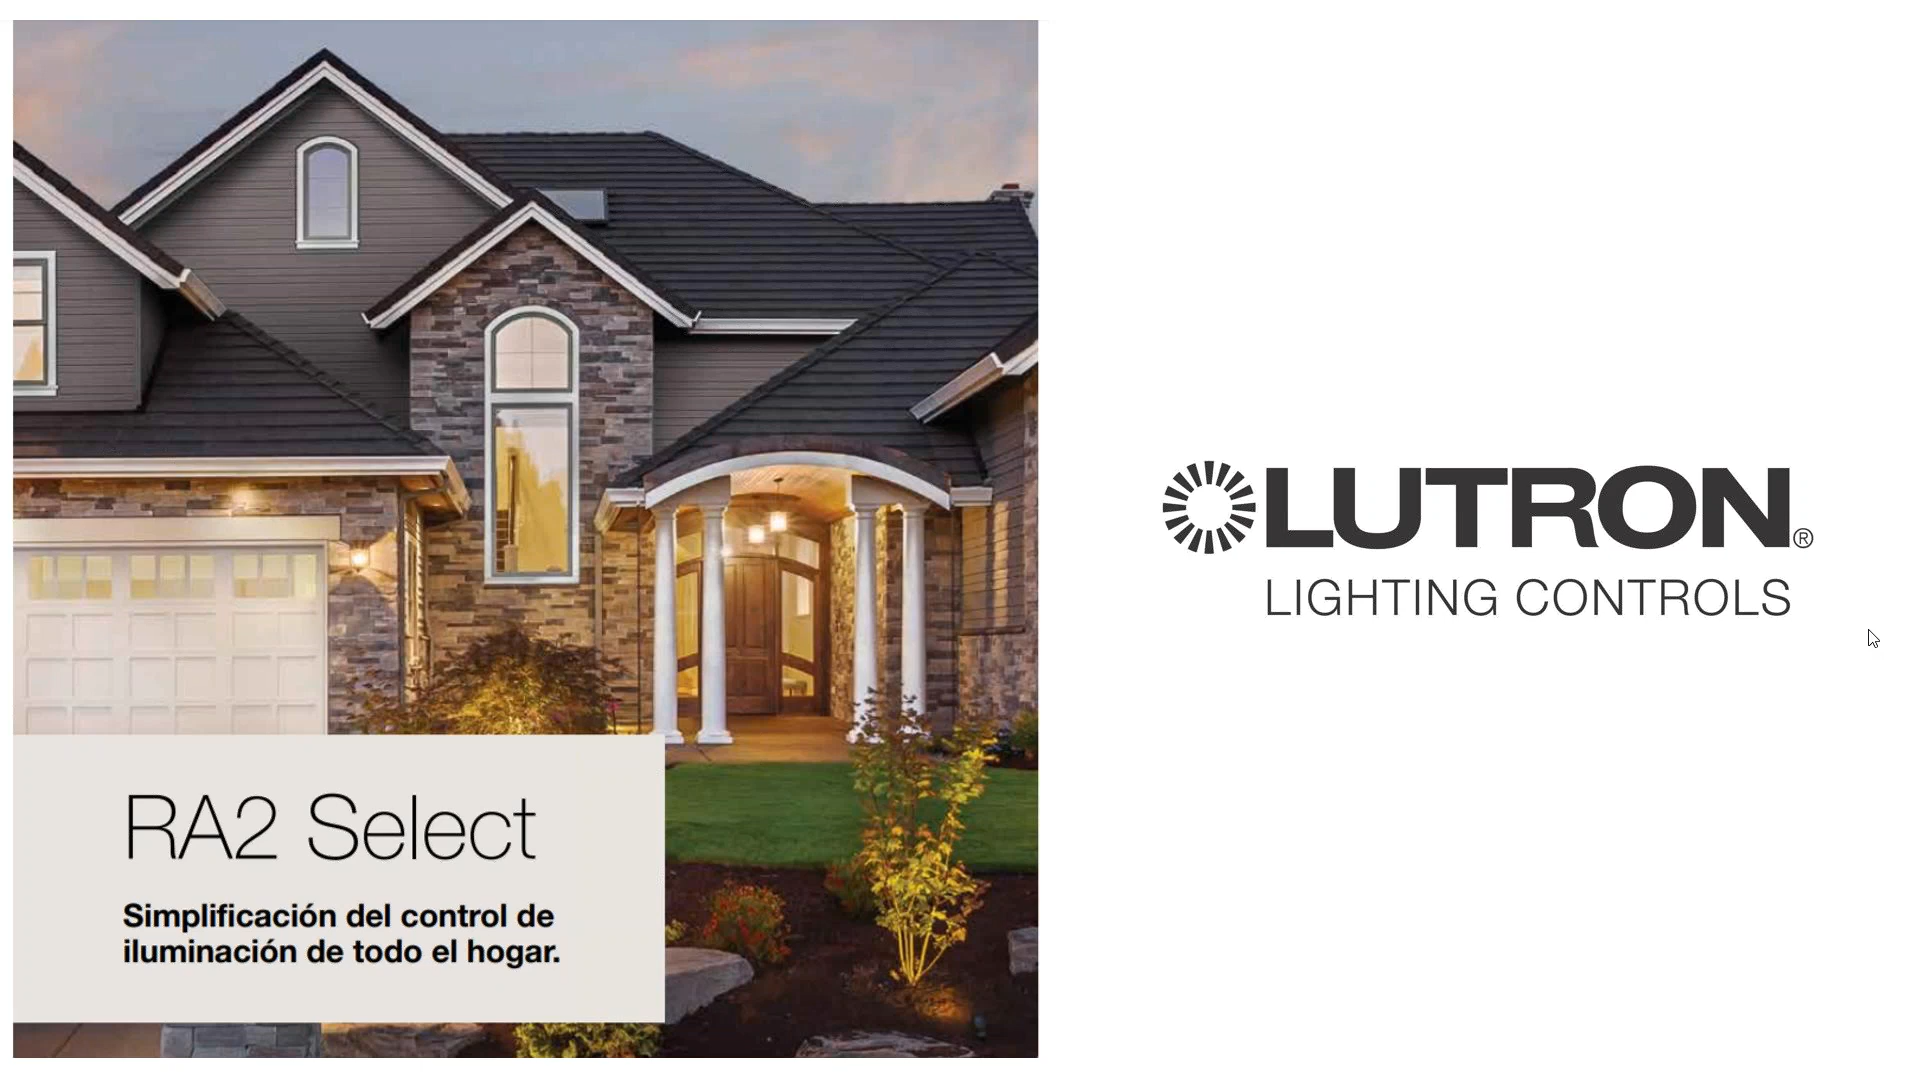 RA2 Select
Simplificación del control de
iluminación de todo el hogar.
LUTRON®
LIGHTING CONTROLS